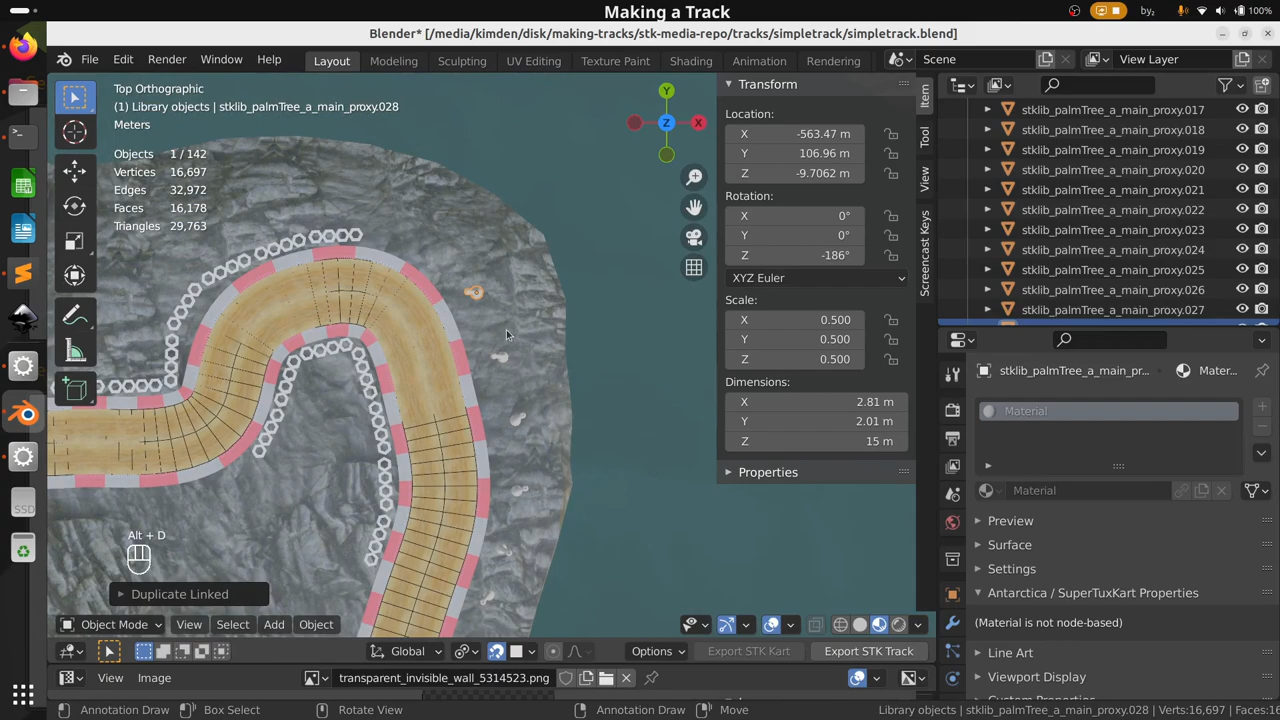 Making a Track
by₂
100%
Blender* [/media/kimden/disk/making-tracks/stk-media-repo/tracks/simpletrack/simpletrack.blend]
File Edit Render Window Help
Layout Modeling Sculpting UV Editing Texture Paint Shading Animation Rendering
Scene
View Layer
Top Orthographic
(1) Library objects | stklib_palmTree_a_main_proxy.028
Meters
Objects 1 / 142
Vertices 16,697
Edges 32,972
Faces 16,178
Triangles 29,763
Y
Z
X
Transform
Location:
X -563.47 m
Y 106.96 m
Z -9.7062 m
Rotation:
X 0°
Y 0°
Z -186°
XYZ Euler
Scale:
X 0.500
Y 0.500
Z 0.500
Dimensions:
X 2.81 m
Y 2.01 m
Z 15 m
Properties
Item
Tool
View
Screencast Keys
stklib_palmTree_a_main_proxy.017
stklib_palmTree_a_main_proxy.018
stklib_palmTree_a_main_proxy.019
stklib_palmTree_a_main_proxy.020
stklib_palmTree_a_main_proxy.021
stklib_palmTree_a_main_proxy.022
stklib_palmTree_a_main_proxy.023
stklib_palmTree_a_main_proxy.024
stklib_palmTree_a_main_proxy.025
stklib_palmTree_a_main_proxy.026
stklib_palmTree_a_main_proxy.027
stklib_palmTree_a_main_pr... Mater...
Material
Material
Preview
Surface
Settings
Antarctica / SuperTuxKart Properties
(Material is not node-based)
Line Art
Viewport Display
Custom Properties
SSD
Alt + D
Duplicate Linked
Object Mode View Select Add Object
Global
Options
Export STK Kart
Export STK Track
View Image
transparent_invisible_wall_5314523.png
Annotation Draw Box Select Rotate View Annotation Draw Move
Library objects | stklib_palmTree_a_main_proxy.028 | Verts:16,697 | Faces:16